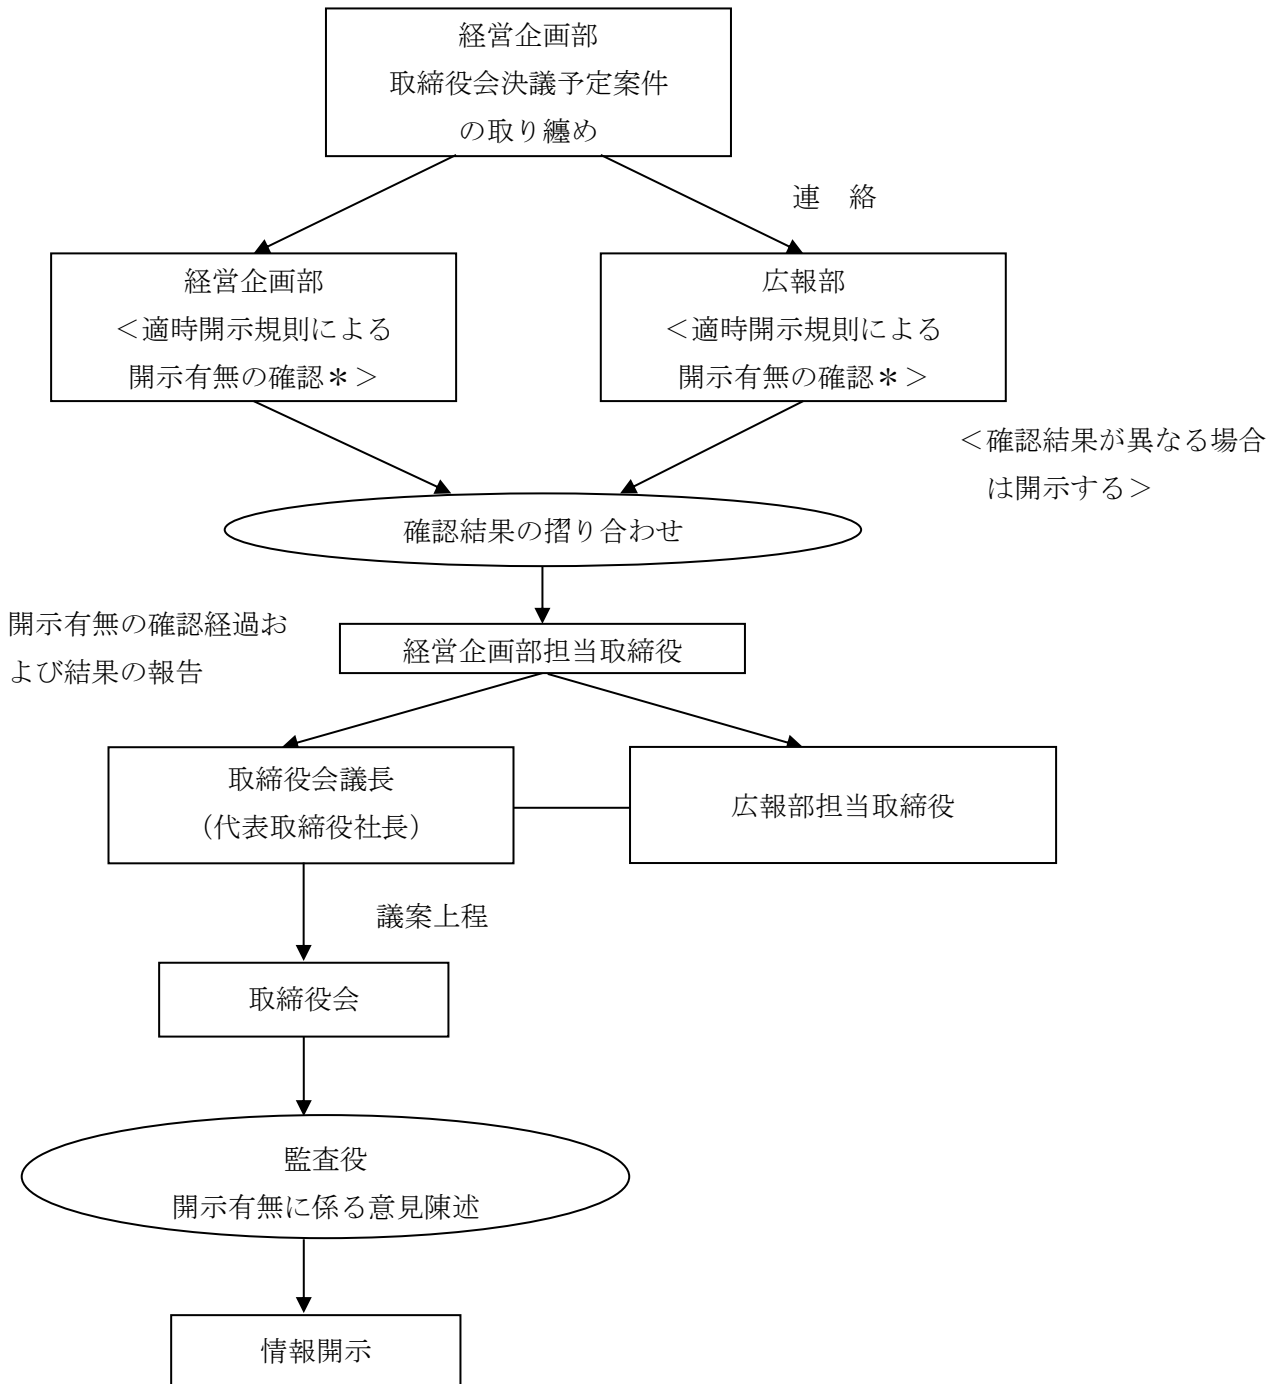 経営企画部
取締役会決議予定案件
の取り纏め
連　絡
経営企画部
＜適時開示規則による
開示有無の確認＊＞
広報部
＜適時開示規則による
開示有無の確認＊＞
＜確認結果が異なる場合
は開示する＞
確認結果の摺り合わせ
開示有無の確認経過お
よび結果の報告
経営企画部担当取締役
取締役会議長
（代表取締役社長）
広報部担当取締役
議案上程
取締役会
監査役
開示有無に係る意見陳述
情報開示